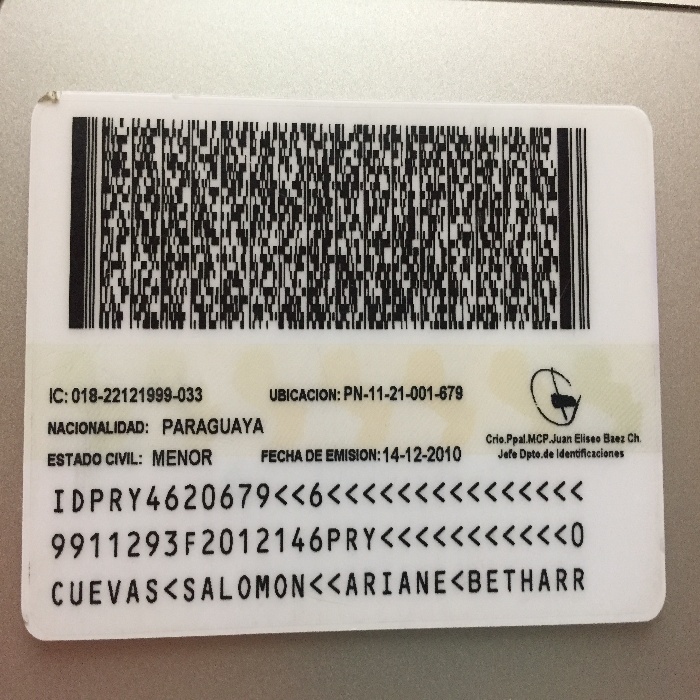 IC: 018-22121999-033 UBICACION: PN-11-21-001-679
NACIONALIDAD: PARAGUAYA
Crio.Ppal.MCP.Juan Eliseo Baez Ch.
Jefe Dpto.de Identificaciones
ESTADO CIVIL: MENOR FECHA DE EMISION: 14-12-2010
IDPRY4620679<<6<<<<<<<<<<<<<<<
9911293F2012146PRY<<<<<<<<<<<0
CUEVAS<SALOMON<<ARIANE<BETHARR